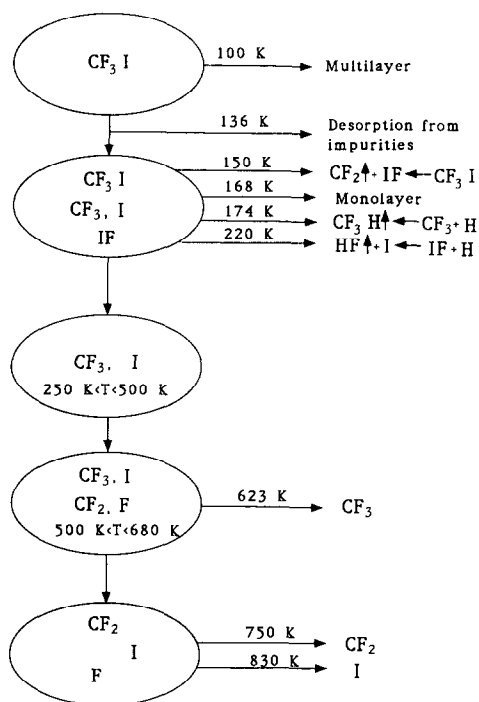 CF₃ I
100 K
Multilayer
136 K
Desorption from
impurities
CF₃ I
CF₃, I
IF
150 K
CF₂ + IF CF₃ I
168 K
Monolayer
174 K
CF₃ H CF₃ + H
220 K
HF + I IF + H
CF₃, I
250 K<T<500 K
CF₃, I
CF₂, F
500 K<T<680 K
623 K
CF₃
CF₂
I
F
750 K
CF₂
830 K
I